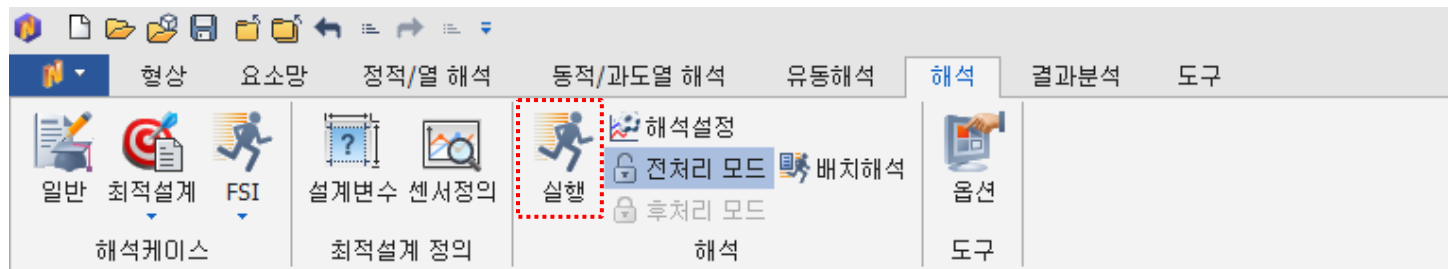 형상 요소망 정적/열 해석 동적/과도열 해석 유동해석 해석 결과분석 도구
일반 최적설계 FSI
해석케이스
설계변수 센서정의
최적설계 정의
실행
해석설정
전처리 모드
후처리 모드
배치해석
해석
옵션
도구